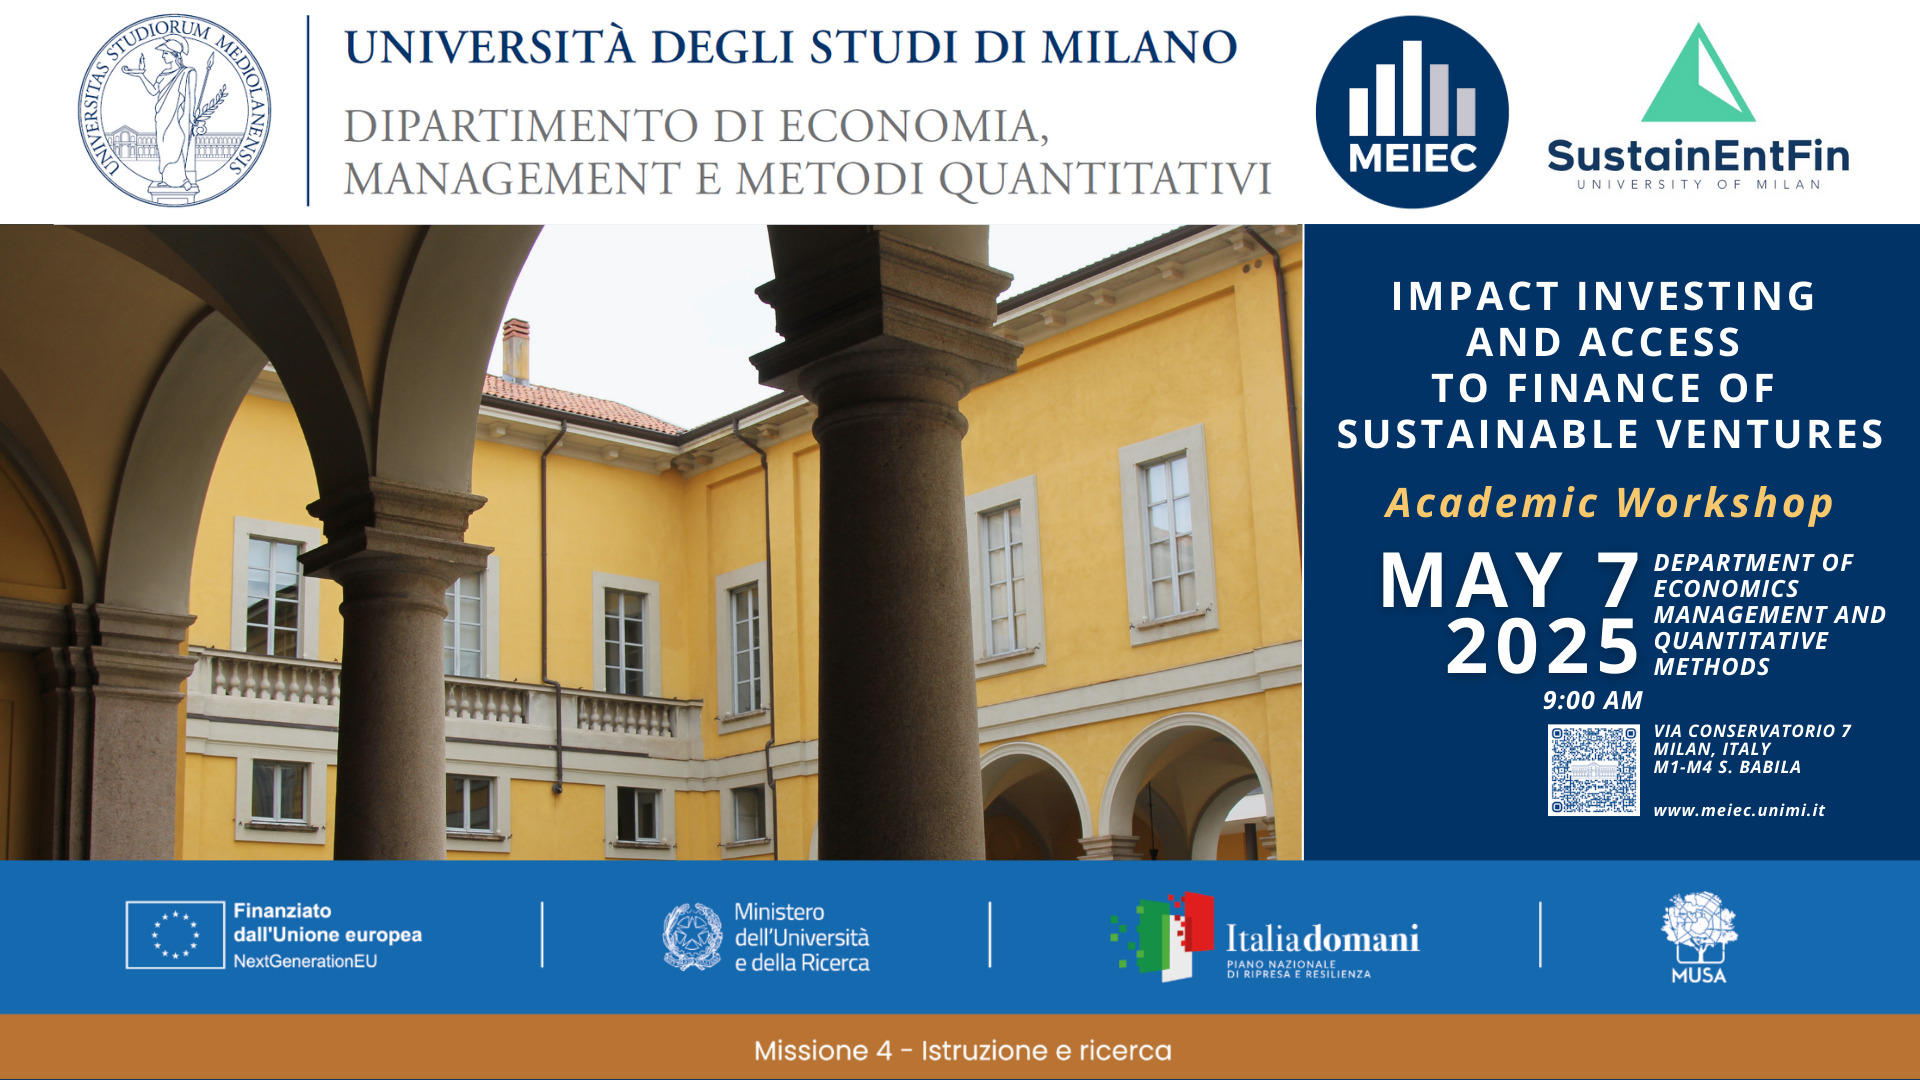 UNIVERSITAS STUDIORUM MEDIOLANENSIS
UNIVERSITÀ DEGLI STUDI DI MILANO
DIPARTIMENTO DI ECONOMIA,
MANAGEMENT E METODI QUANTITATIVI
MEIEC
SustainEntFin
UNIVERSITY OF MILAN
IMPACT INVESTING
AND ACCESS
TO FINANCE OF
SUSTAINABLE VENTURES
Academic Workshop
MAY 7
2025
9:00 AM
DEPARTMENT OF
ECONOMICS
MANAGEMENT AND
QUANTITATIVE
METHODS
VIA CONSERVATORIO 7
MILAN, ITALY
M1-M4 S. BABILA
www.meiec.unimi.it
Finanziato
dall'Unione europea
NextGenerationEU
Ministero
dell'Università
e della Ricerca
Italiadomani
PIANO NAZIONALE
DI RIPRESA E RESILIENZA
MUSA
Missione 4 - Istruzione e ricerca